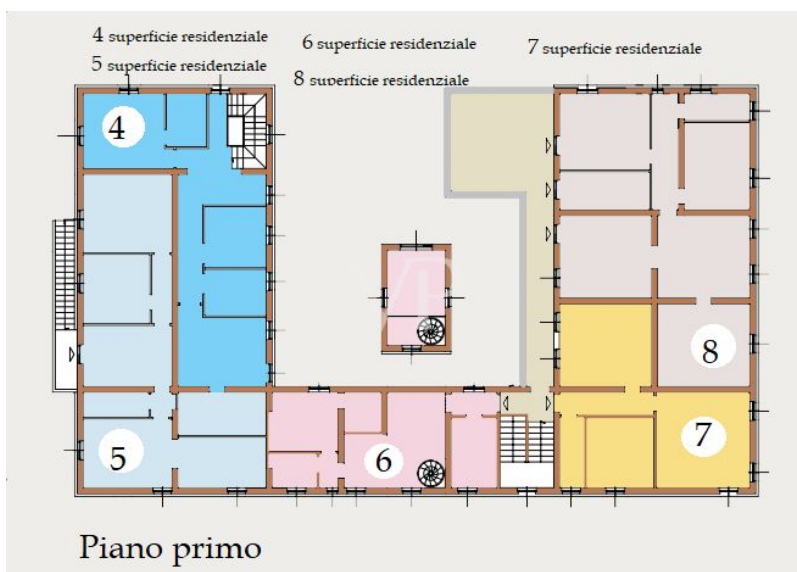 4 superficie residenziale
5 superficie residenziale
6 superficie residenziale
8 superficie residenziale
7 superficie residenziale
4
5
6
7
8
Piano primo